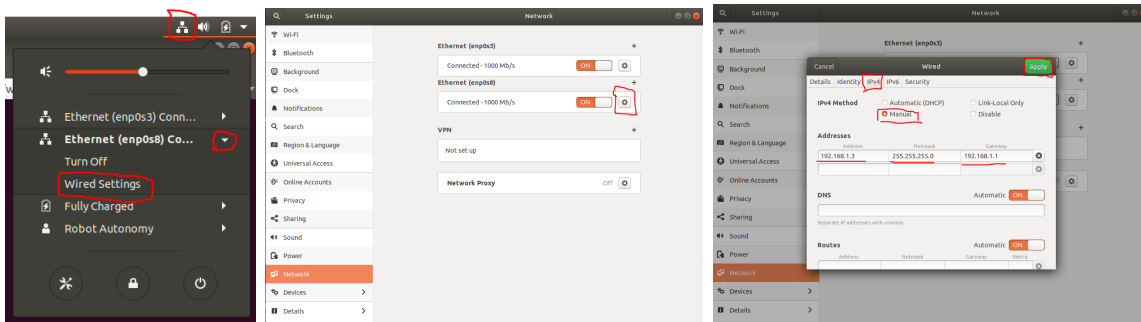 Ethernet (enp0s3) Conn...
Ethernet (enp0s8) Co...
Turn Off
Wired Settings
Fully Charged
Robot Autonomy
Settings
Network
Wi-Fi
Bluetooth
Background
Dock
Notifications
Search
Region & Language
Universal Access
Online Accounts
Privacy
Sharing
Sound
Power
Network
Devices
Details
Ethernet (enp0s3)
Connected - 1000 Mb/s
ON
Ethernet (enp0s8)
Connected - 1000 Mb/s
ON
VPN
Not set up
Network Proxy
Off
Settings
Network
Wi-Fi
Bluetooth
Background
Dock
Notifications
Search
Region & Language
Universal Access
Online Accounts
Privacy
Sharing
Sound
Power
Network
Devices
Details
Ethernet (enp0s3)
Cancel
Wired
Apply
Details Identity IPv4 IPv6 Security
IPv4 Method
Automatic (DHCP)
Link-Local Only
Manual
Disable
Addresses
Address Netmask Gateway
192.168.1.3 255.255.255.0 192.168.1.1
DNS
Automatic ON
Separate IP addresses with commas
Routes
Automatic ON
Address Netmask Gateway Metric